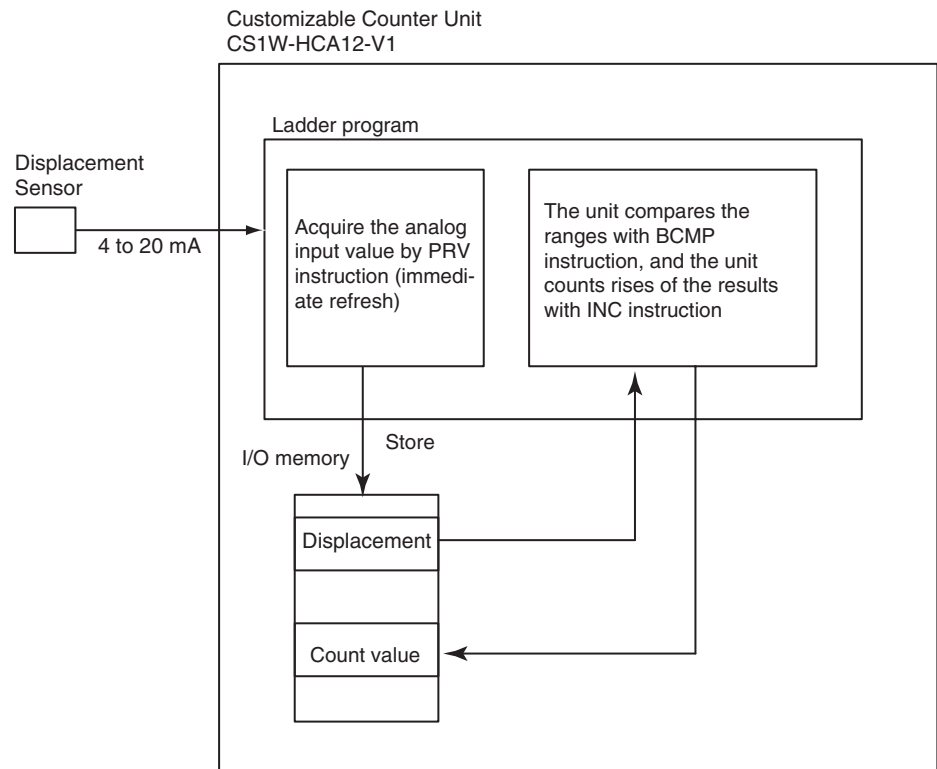 Customizable Counter Unit
CS1W-HCA12-V1
Ladder program
Displacement
Sensor
4 to 20 mA
Acquire the analog
input value by PRV
instruction (immedi-
ate refresh)
The unit compares the
ranges with BCMP
instruction, and the unit
counts rises of the results
with INC instruction
Store
I/O memory
Displacement
Count value